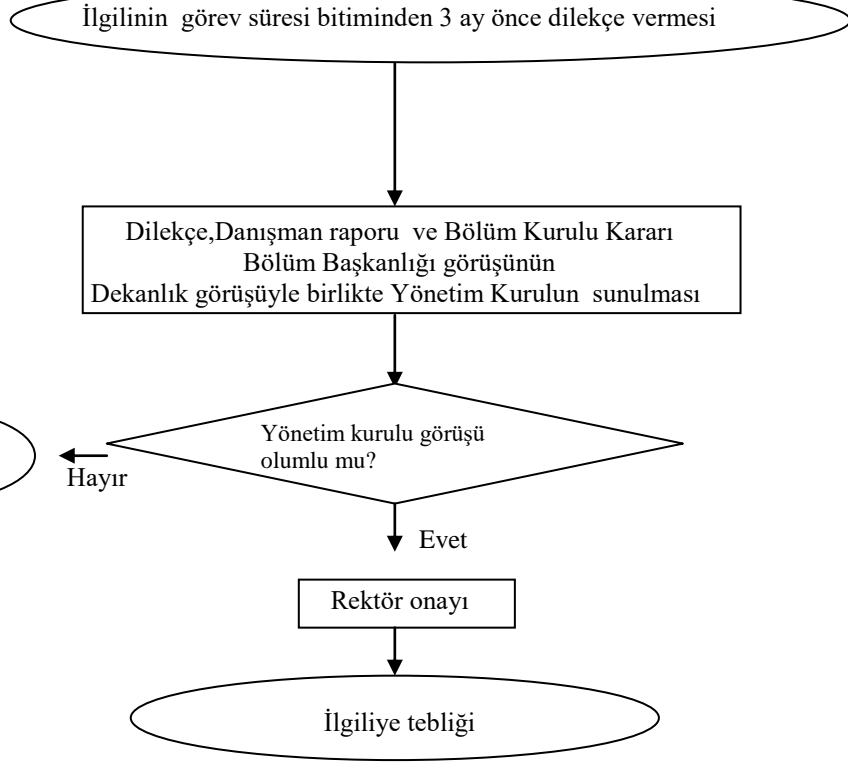 İlgilinin görev süresi bitiminden 3 ay önce dilekçe vermesi
Dilekçe,Danışman raporu ve Bölüm Kurulu Kararı
Bölüm Başkanlığı görüşünün
Dekanlık görüşüyle birlikte Yönetim Kurulun sunulması
Yönetim kurulu görüşü
olumlu mu?
Hayır
Evet
Rektör onayı
İlgiliye tebliği